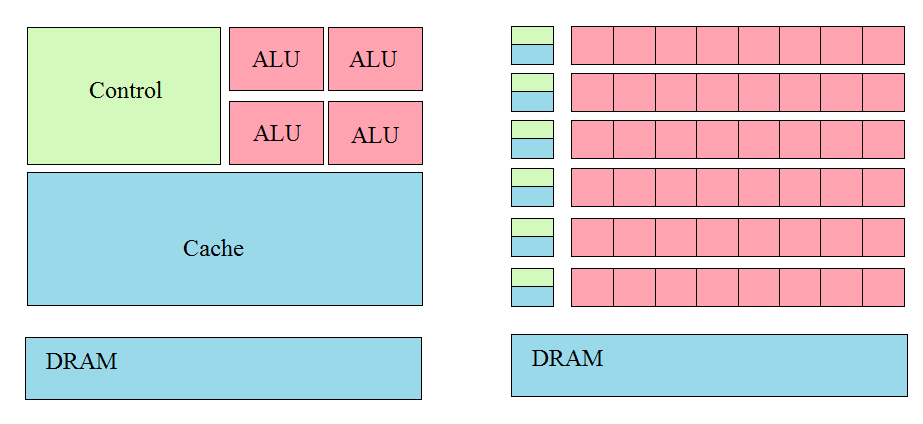 Control
ALU
ALU
ALU
ALU
Cache
DRAM
DRAM